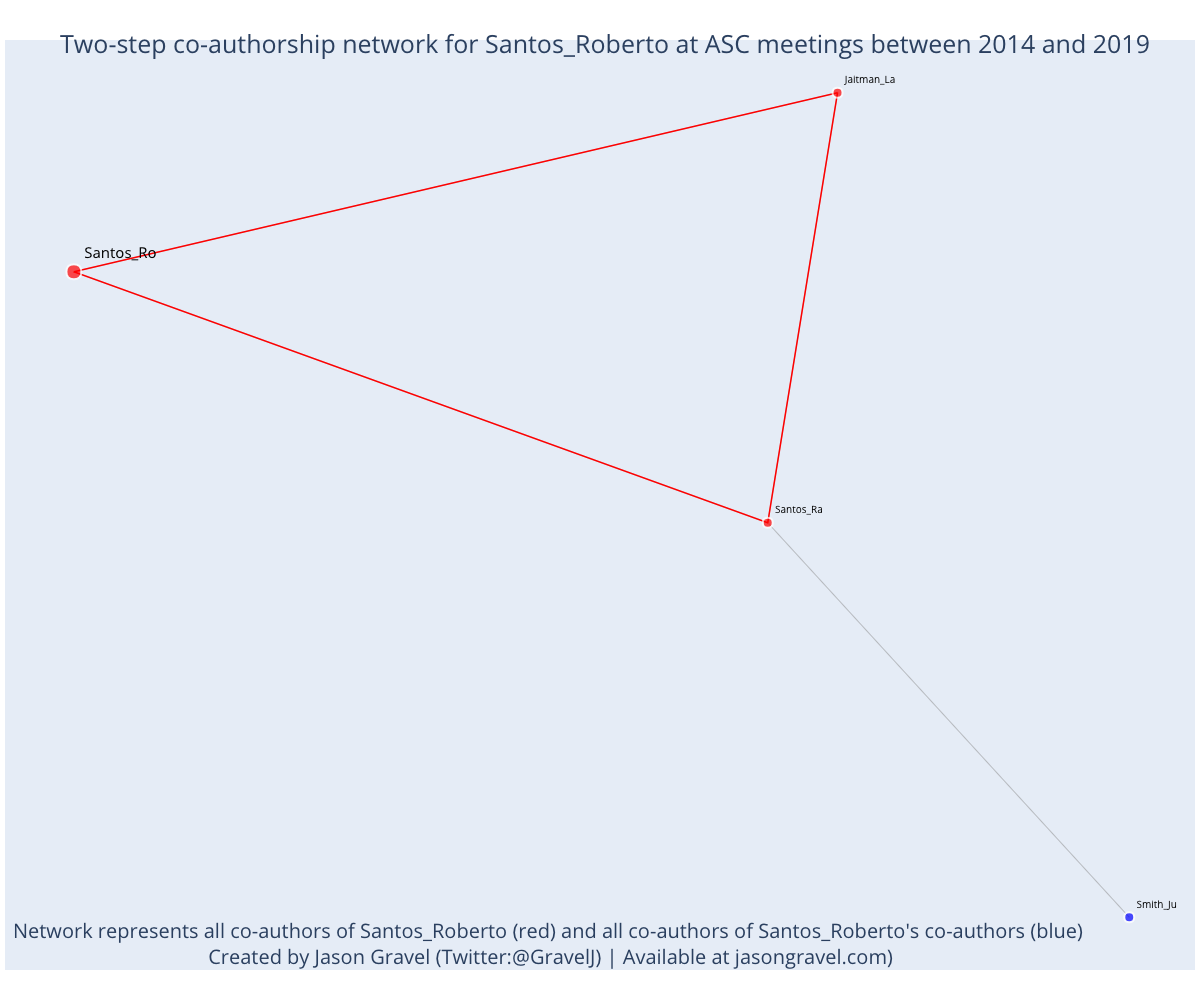 Two-step co-authorship network for Santos_Roberto at ASC meetings between 2014 and 2019
Jaitman_La
Santos_Ro
Santos_Ra
Smith_Ju
Network represents all co-authors of Santos_Roberto (red) and all co-authors of Santos_Roberto's co-authors (blue)
Created by Jason Gravel (Twitter:@GravelJ) | Available at jasongravel.com)